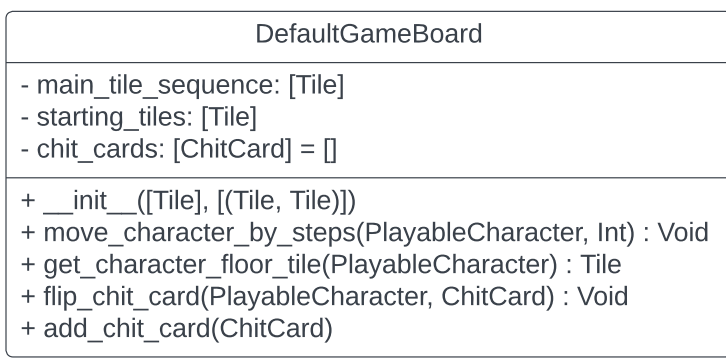 DefaultGameBoard
- main_tile_sequence: [Tile]
- starting_tiles: [Tile]
- chit_cards: [ChitCard] = []
+ __init__([Tile], [(Tile, Tile)])
+ move_character_by_steps(PlayableCharacter, Int) : Void
+ get_character_floor_tile(PlayableCharacter) : Tile
+ flip_chit_card(PlayableCharacter, ChitCard) : Void
+ add_chit_card(ChitCard)